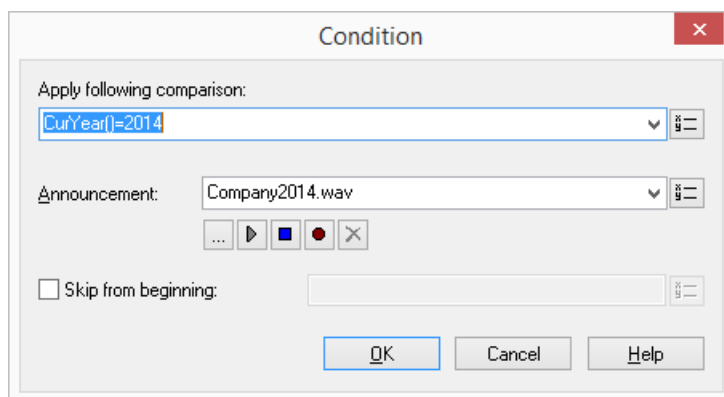 Condition
Apply following comparison:
CurYear()=2014
Announcement:
Company2014.wav
...
Skip from beginning:
OK
Cancel
Help